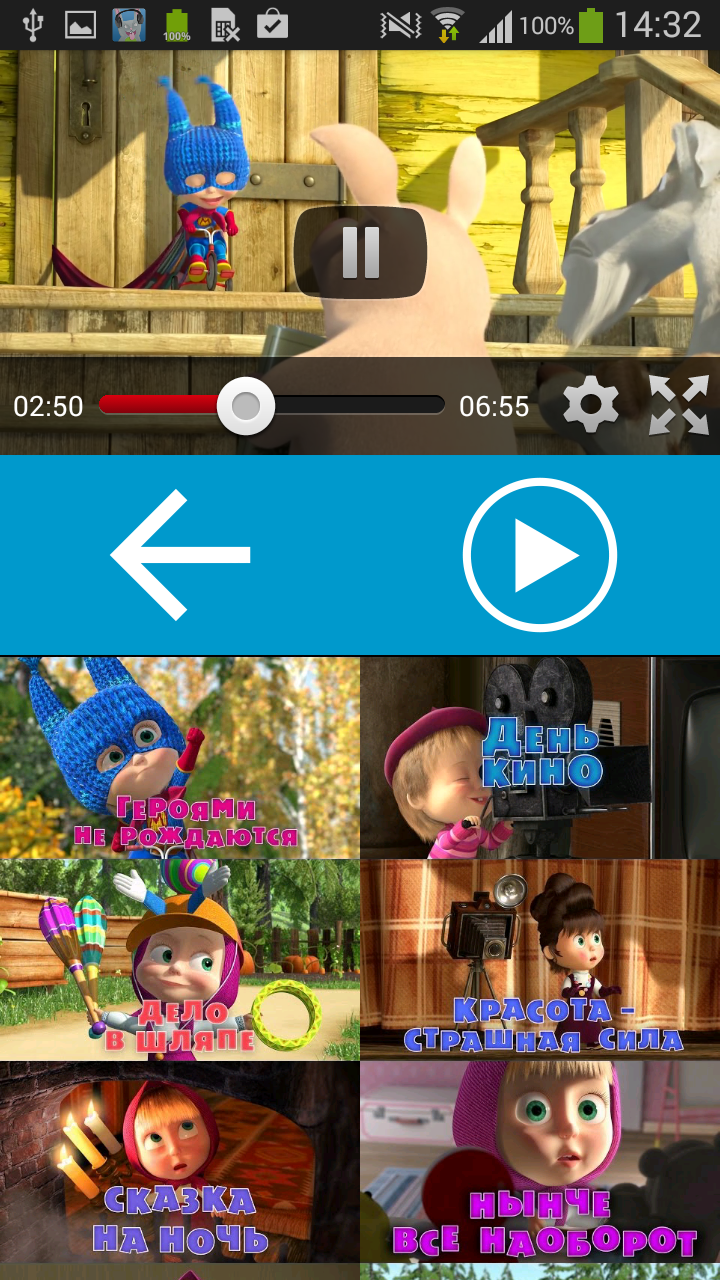 100%
100%
14:32
02:50
06:55
ГЕРОЯМИ
НЕ РОЖДАЮТСЯ
ДЕНЬ
КИНО
ДЕЛО
В ШЛЯПЕ
КРАСОТА -
СТРАШНАЯ СИЛА
СКАЗКА
НА НОЧЬ
НЫНЧЕ
ВСЕ НАОБОРОТ